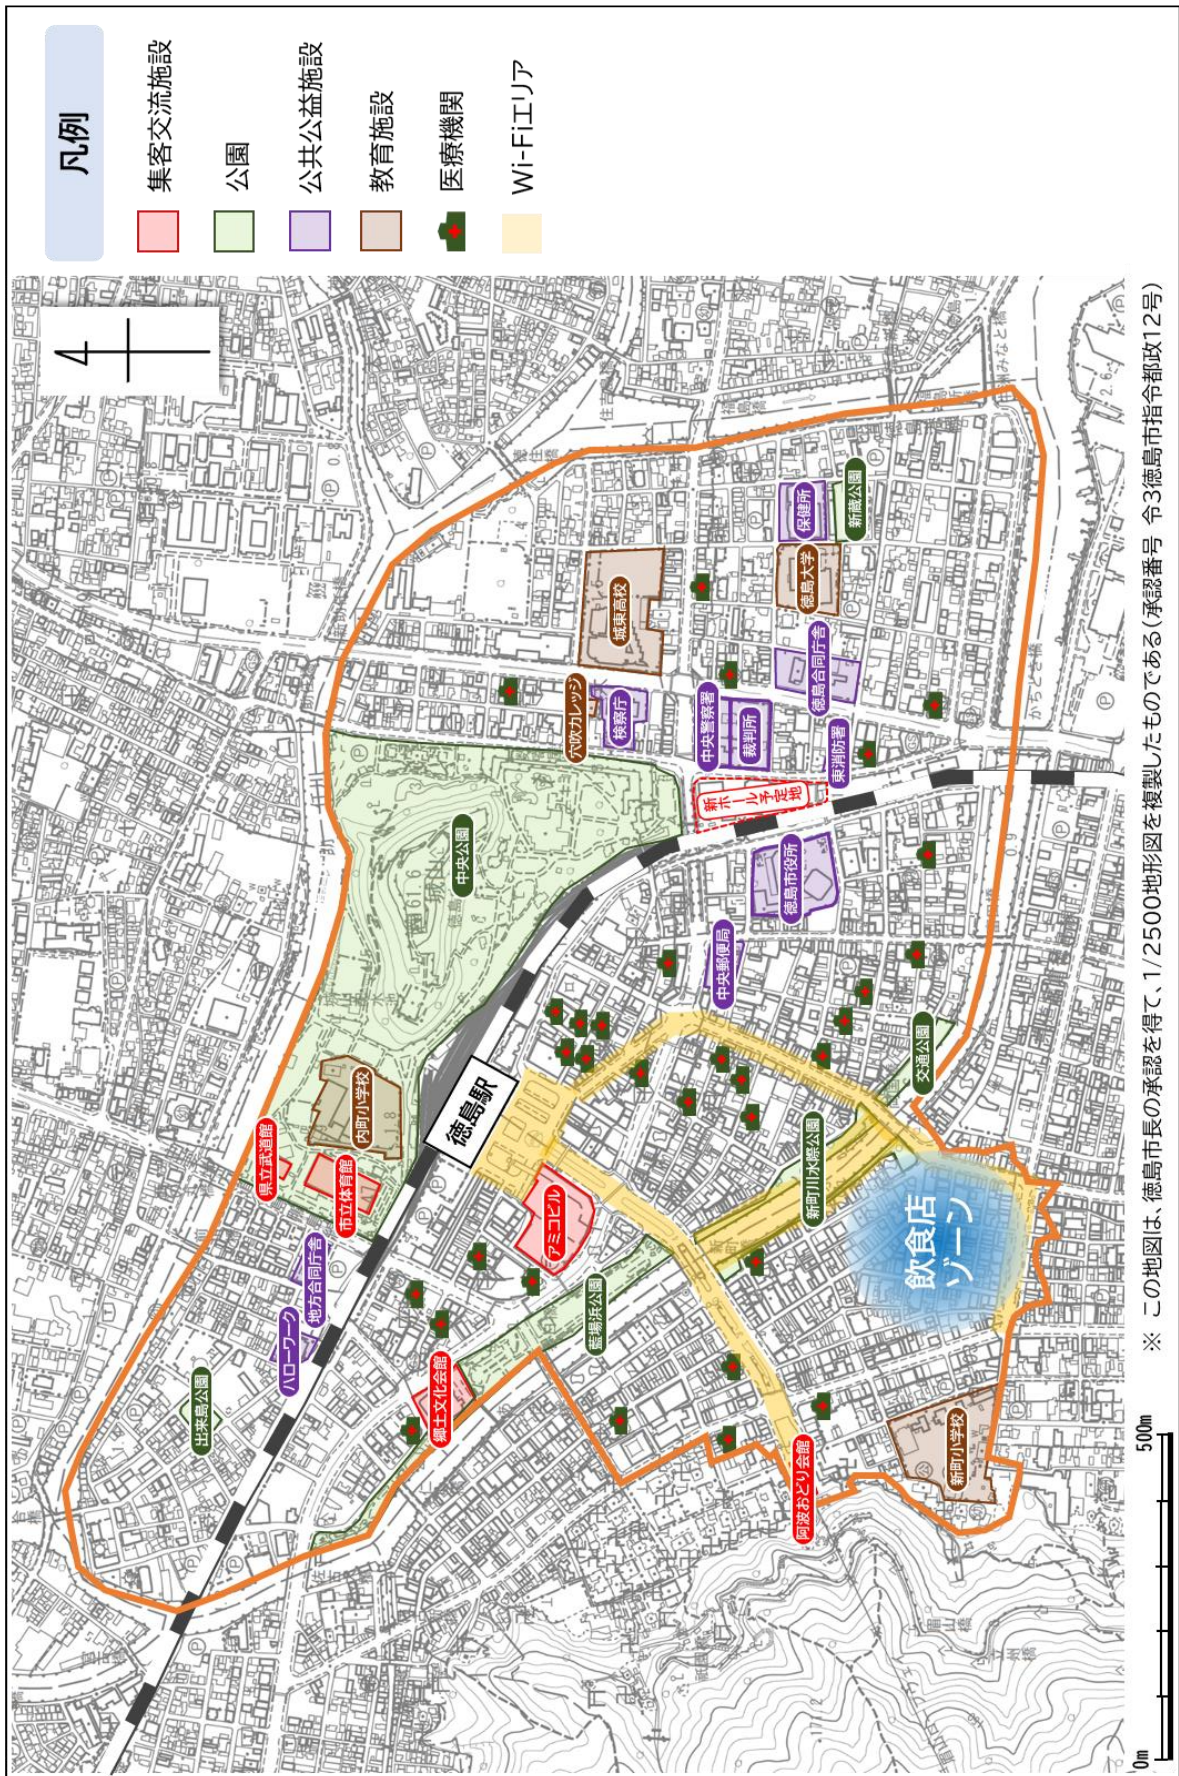 凡例
集客交流施設
公園
公共公益施設
教育施設
医療機関
Wi-Fiエリア
4
出来島公園
ハローワーク
地方合同庁舎
県立武道館
市立体育館
内町小学校
中央公園
徳島駅
郷土文化会館
アミコビル
藍場浜公園
穴吹カレッジ
検察庁
城東高校
中央警察署
裁判所
新ホール予定地
徳島合同庁舎
東消防署
徳島大学
保健所
新蔵公園
徳島市役所
中央郵便局
交通公園
新町川水際公園
飲食店
ゾーン
阿波おどり会館
新町小学校
0m
500m
※ この地図は、徳島市長の承認を得て、1/2500地形図を複製したものである(承認番号 令3徳島市指令都政12号)